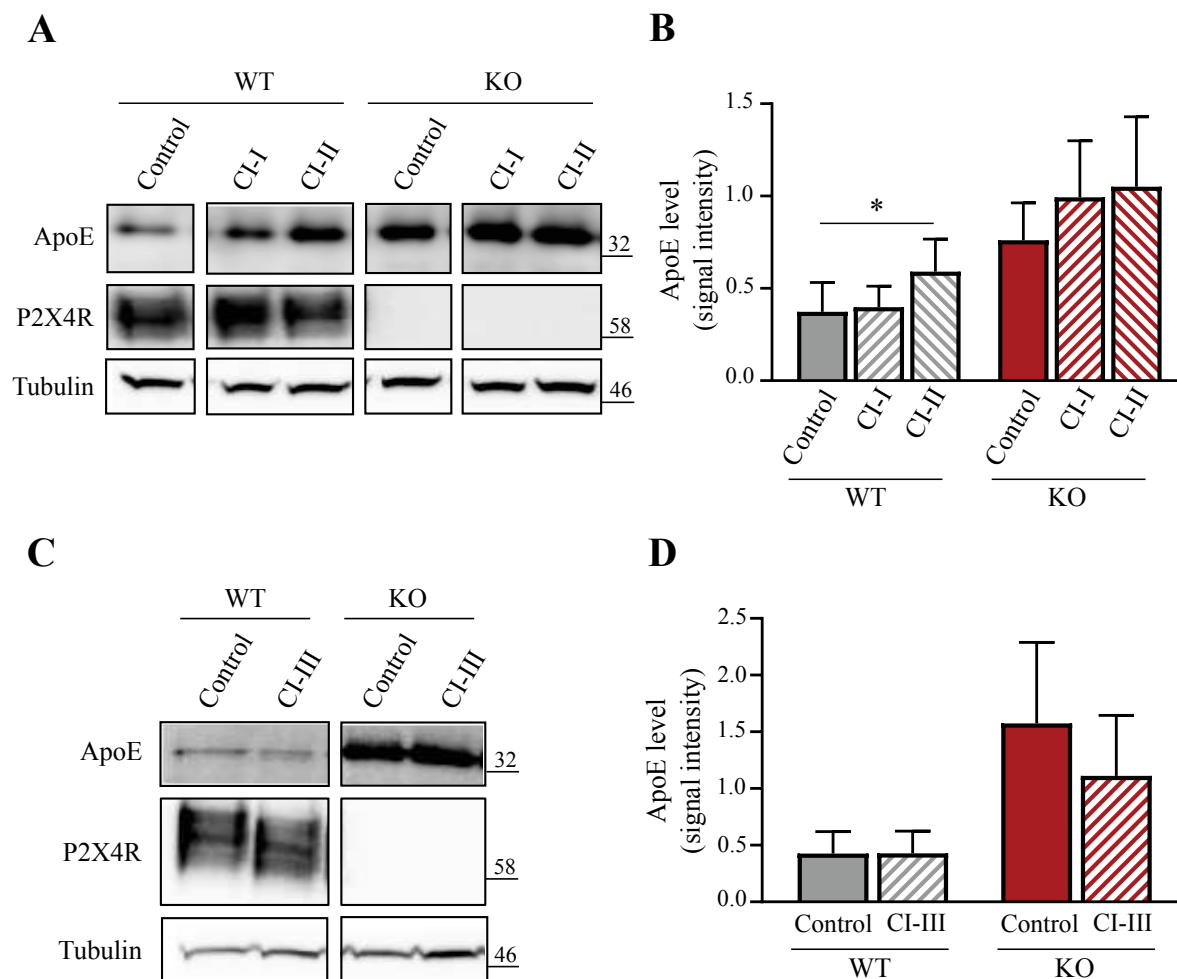 A
WT
KO
Control
CI-I
CI-II
Control
CI-I
CI-II
ApoE
32
P2X4R
58
Tubulin
46
B
ApoE level
(signal intensity)
1.5
1.0
0.5
0.0
*
Control
CI-I
CI-II
Control
CI-I
CI-II
WT
KO
C
WT
KO
Control
CI-III
Control
CI-III
ApoE
32
P2X4R
58
Tubulin
46
D
ApoE level
(signal intensity)
2.5
2.0
1.5
1.0
0.5
0.0
Control
CI-III
Control
CI-III
WT
KO